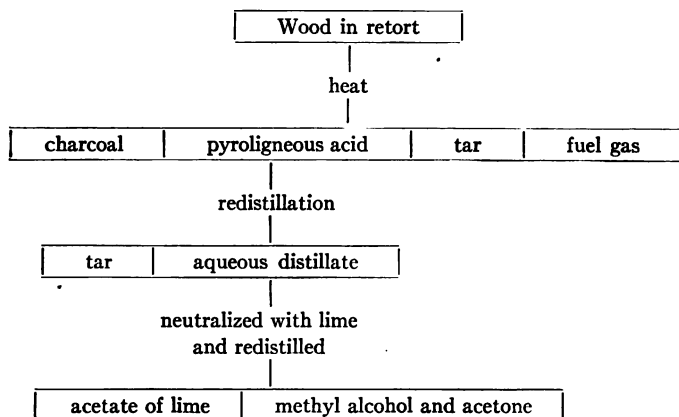 Wood in retort
heat
charcoal pyroligneous acid tar fuel gas
redistillation
tar aqueous distillate
neutralized with lime
and redistilled
acetate of lime methyl alcohol and acetone